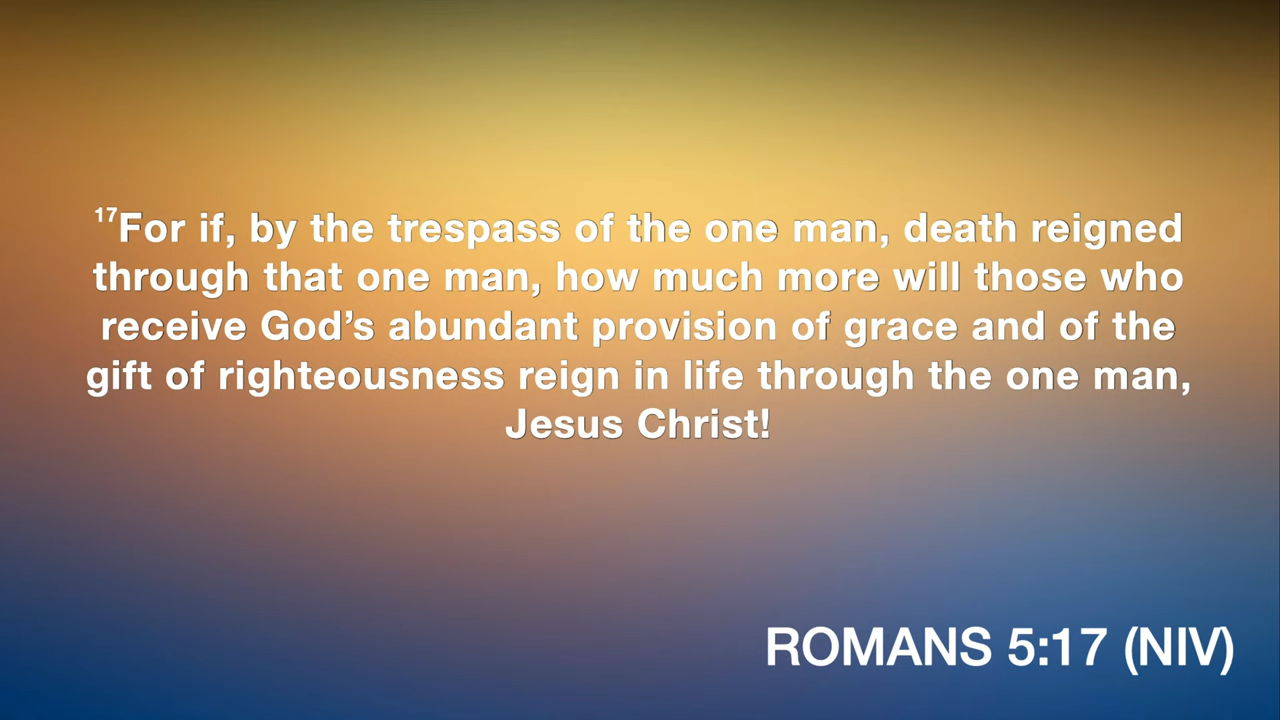 17For if, by the trespass of the one man, death reigned
through that one man, how much more will those who
receive God’s abundant provision of grace and of the
gift of righteousness reign in life through the one man,
Jesus Christ!
ROMANS 5:17 (NIV)